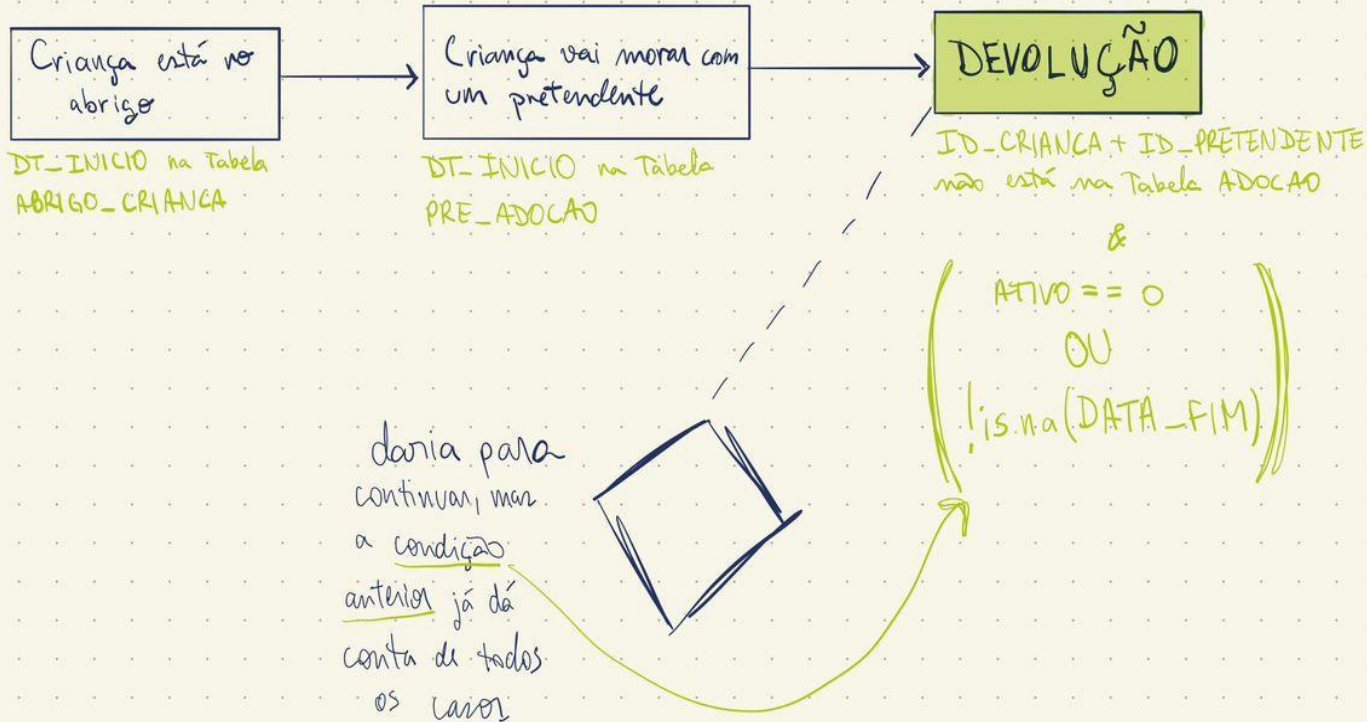 Criança está no
abrigo
DT_INICIO na Tabela
ABRIGO_CRIANCA
Criança vai morar com
um pretendente
DT_INICIO na Tabela
PRE_ADOCAO
DEVOLUÇÃO
ID_CRIANCA + ID_PRETENDENTE
não está na Tabela ADOCAO
&
ATIVO == 0
OU
!is.na(DATA_FIM)
daria para
continuar, mas
a condição
anterior já dá
conta de todos
os casos